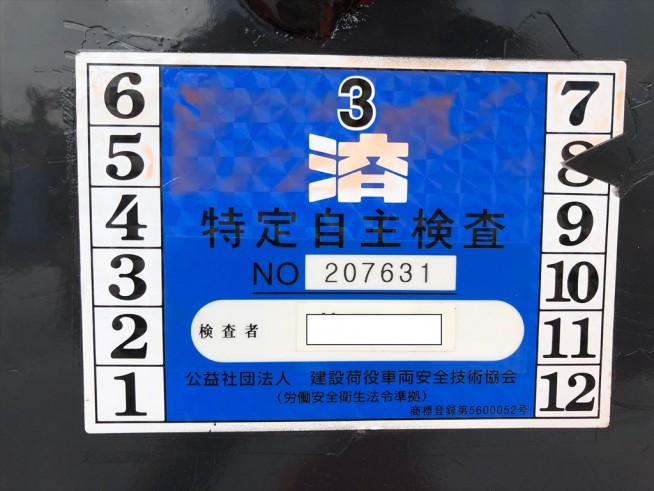 3
済
特定自主検査
NO 207631
検査者
公益社団法人 建設荷役車両安全技術協会
(労働安全衛生法令準拠)
商標登録第5600052号
6
5
4
3
2
1
7
8
9
10
11
12